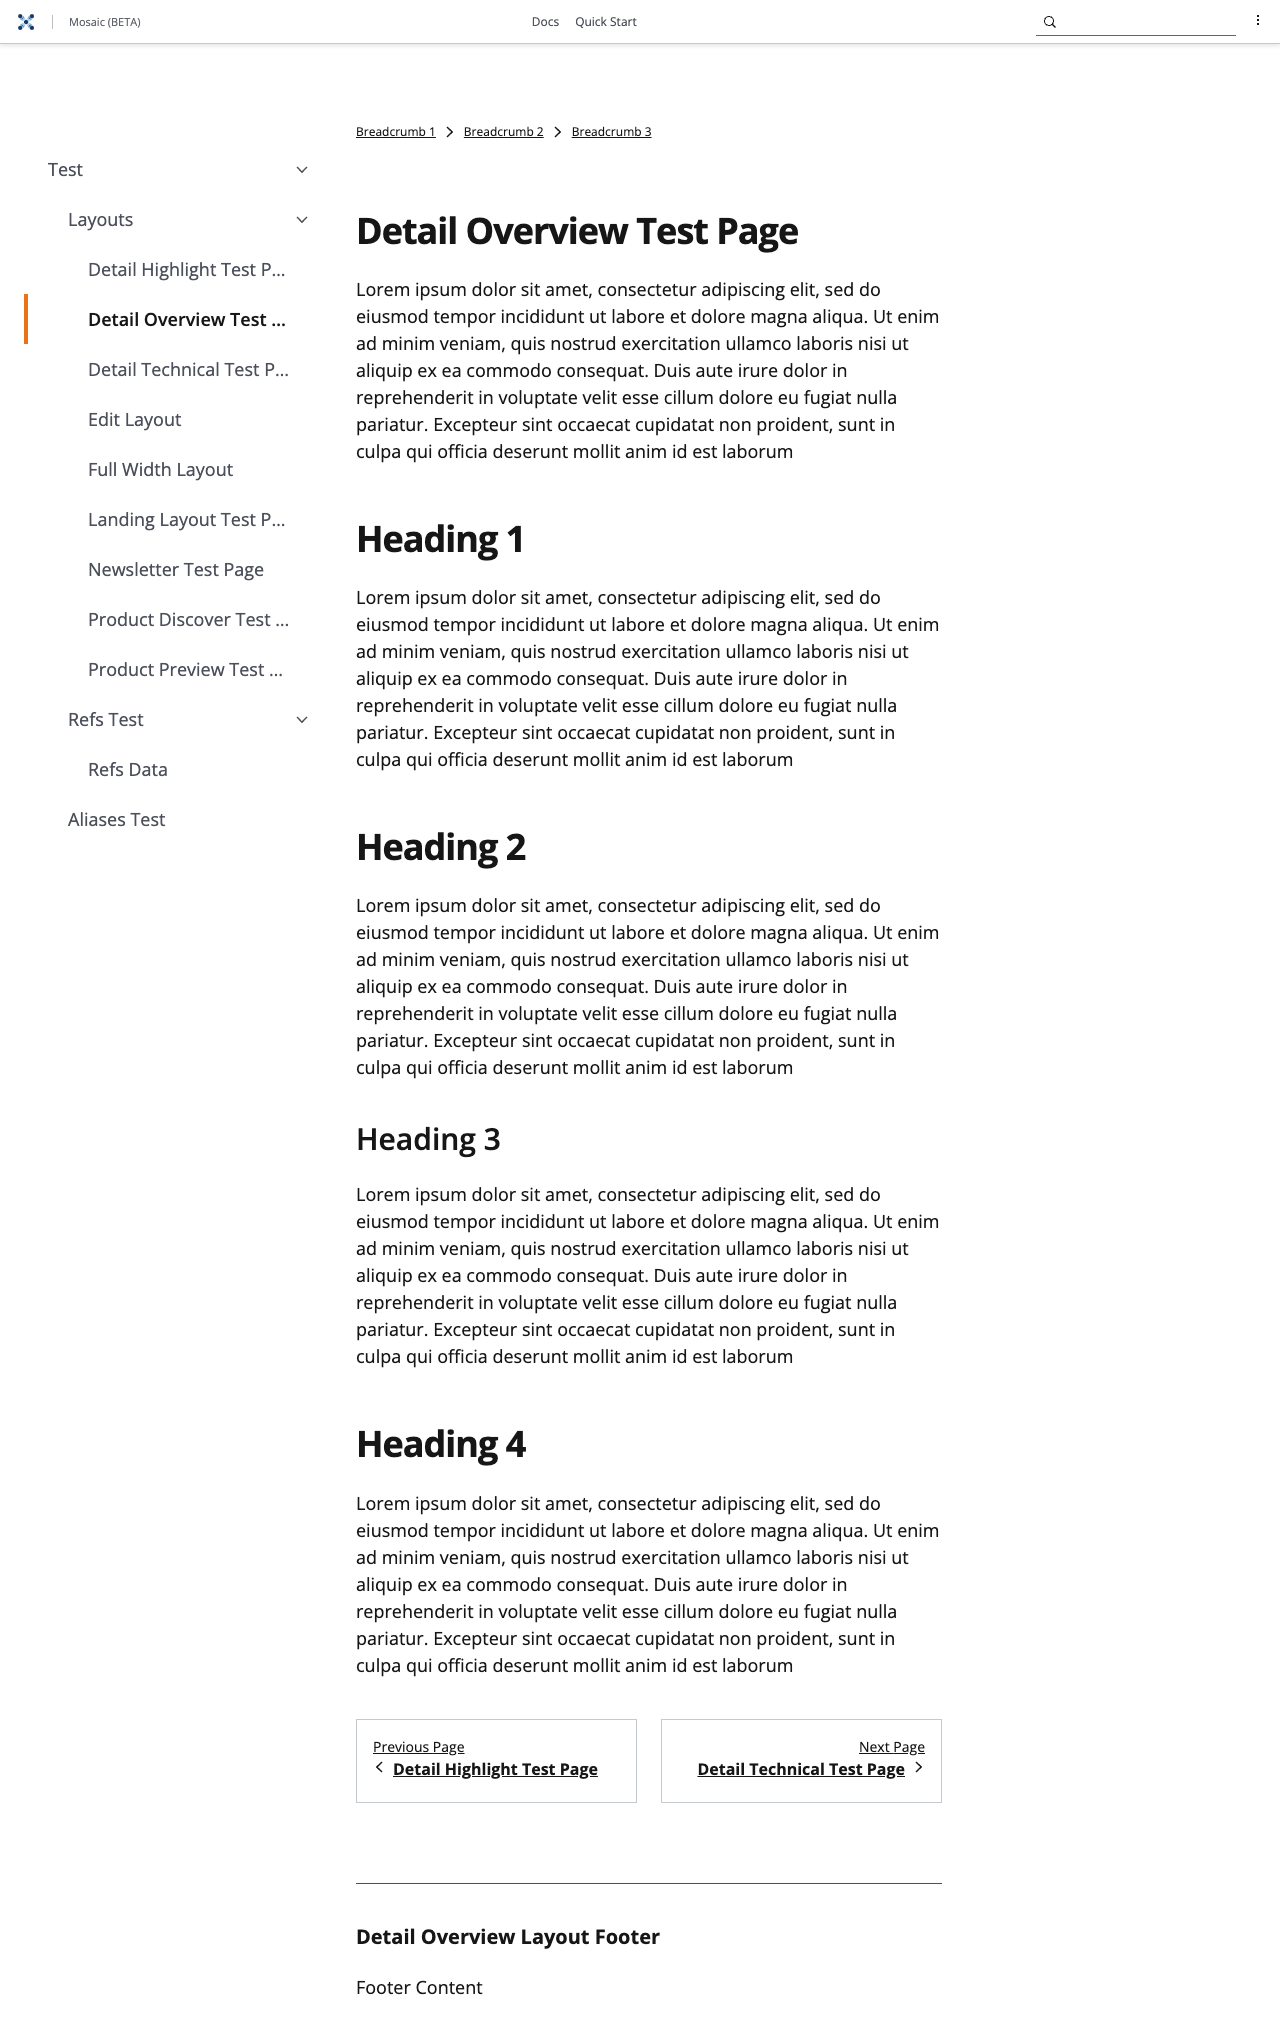 Mosaic (BETA)
Docs
Quick Start
Breadcrumb 1
Breadcrumb 2
Breadcrumb 3
Test
Layouts
Detail Highlight Test P...
Detail Overview Test ...
Detail Technical Test P...
Edit Layout
Full Width Layout
Landing Layout Test P...
Newsletter Test Page
Product Discover Test ...
Product Preview Test ...
Refs Test
Refs Data
Aliases Test
Detail Overview Test Page
Lorem ipsum dolor sit amet, consectetur adipiscing elit, sed do
eiusmod tempor incididunt ut labore et dolore magna aliqua. Ut enim
ad minim veniam, quis nostrud exercitation ullamco laboris nisi ut
aliquip ex ea commodo consequat. Duis aute irure dolor in
reprehenderit in voluptate velit esse cillum dolore eu fugiat nulla
pariatur. Excepteur sint occaecat cupidatat non proident, sunt in
culpa qui officia deserunt mollit anim id est laborum
Heading 1
Lorem ipsum dolor sit amet, consectetur adipiscing elit, sed do
eiusmod tempor incididunt ut labore et dolore magna aliqua. Ut enim
ad minim veniam, quis nostrud exercitation ullamco laboris nisi ut
aliquip ex ea commodo consequat. Duis aute irure dolor in
reprehenderit in voluptate velit esse cillum dolore eu fugiat nulla
pariatur. Excepteur sint occaecat cupidatat non proident, sunt in
culpa qui officia deserunt mollit anim id est laborum
Heading 2
Lorem ipsum dolor sit amet, consectetur adipiscing elit, sed do
eiusmod tempor incididunt ut labore et dolore magna aliqua. Ut enim
ad minim veniam, quis nostrud exercitation ullamco laboris nisi ut
aliquip ex ea commodo consequat. Duis aute irure dolor in
reprehenderit in voluptate velit esse cillum dolore eu fugiat nulla
pariatur. Excepteur sint occaecat cupidatat non proident, sunt in
culpa qui officia deserunt mollit anim id est laborum
Heading 3
Lorem ipsum dolor sit amet, consectetur adipiscing elit, sed do
eiusmod tempor incididunt ut labore et dolore magna aliqua. Ut enim
ad minim veniam, quis nostrud exercitation ullamco laboris nisi ut
aliquip ex ea commodo consequat. Duis aute irure dolor in
reprehenderit in voluptate velit esse cillum dolore eu fugiat nulla
pariatur. Excepteur sint occaecat cupidatat non proident, sunt in
culpa qui officia deserunt mollit anim id est laborum
Heading 4
Lorem ipsum dolor sit amet, consectetur adipiscing elit, sed do
eiusmod tempor incididunt ut labore et dolore magna aliqua. Ut enim
ad minim veniam, quis nostrud exercitation ullamco laboris nisi ut
aliquip ex ea commodo consequat. Duis aute irure dolor in
reprehenderit in voluptate velit esse cillum dolore eu fugiat nulla
pariatur. Excepteur sint occaecat cupidatat non proident, sunt in
culpa qui officia deserunt mollit anim id est laborum
Previous Page
Detail Highlight Test Page
Next Page
Detail Technical Test Page
Detail Overview Layout Footer
Footer Content